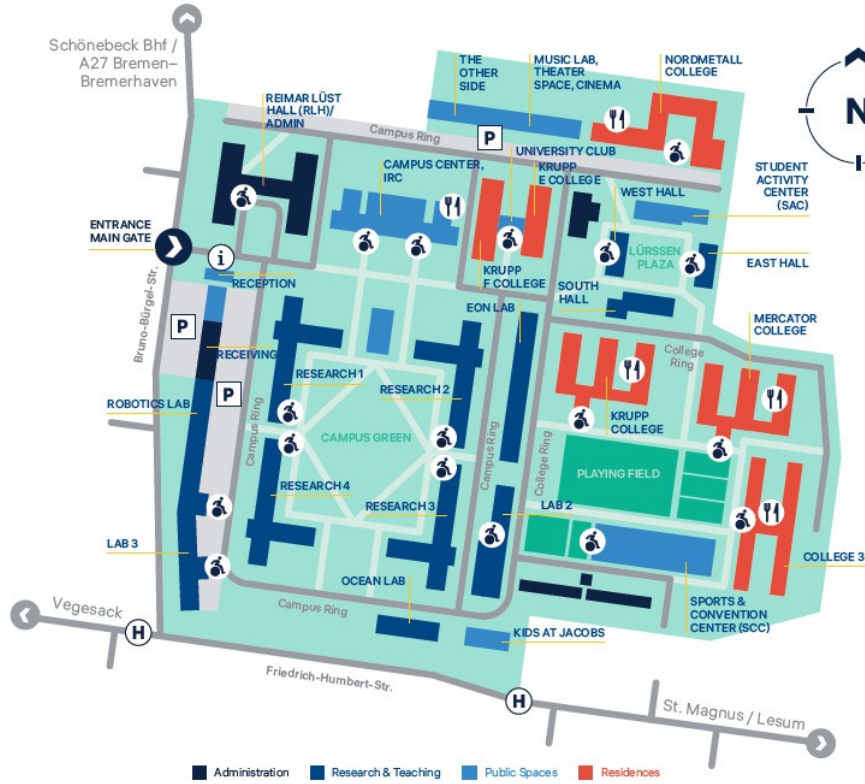 Schönebeck Bhf /
A27 Bremen–
Bremerhaven
THE
OTHER
SIDE
MUSIC LAB,
THEATER
SPACE, CINEMA
NORDMETALL
COLLEGE
N
REIMAR LÜST
HALL (RLH)/
ADMIN
Campus Ring
P
UNIVERSITY CLUB
CAMPUS CENTER,
IRC
KRUPP
E COLLEGE
WEST HALL
STUDENT
ACTIVITY
CENTER
(SAC)
ENTRANCE
MAIN GATE
i
RECEPTION
KRUPP
F COLLEGE
LÜRSSEN
PLAZA
EAST HALL
SOUTH
HALL
Bruno-Bürgel-Str.
P
EON LAB
MERCATOR
COLLEGE
RECEIVING
College
Ring
P
RESEARCH 1
RESEARCH 2
ROBOTICS LAB
Campus Ring
CAMPUS GREEN
Campus Ring
College Ring
KRUPP
COLLEGE
PLAYING FIELD
RESEARCH 4
RESEARCH 3
LAB 2
LAB 3
COLLEGE 3
OCEAN LAB
Campus Ring
SPORTS &
CONVENTION
CENTER (SCC)
Vegesack
H
KIDS AT JACOBS
Friedrich-Humbert-Str.
H
St. Magnus / Lesum
Administration
Research & Teaching
Public Spaces
Residences